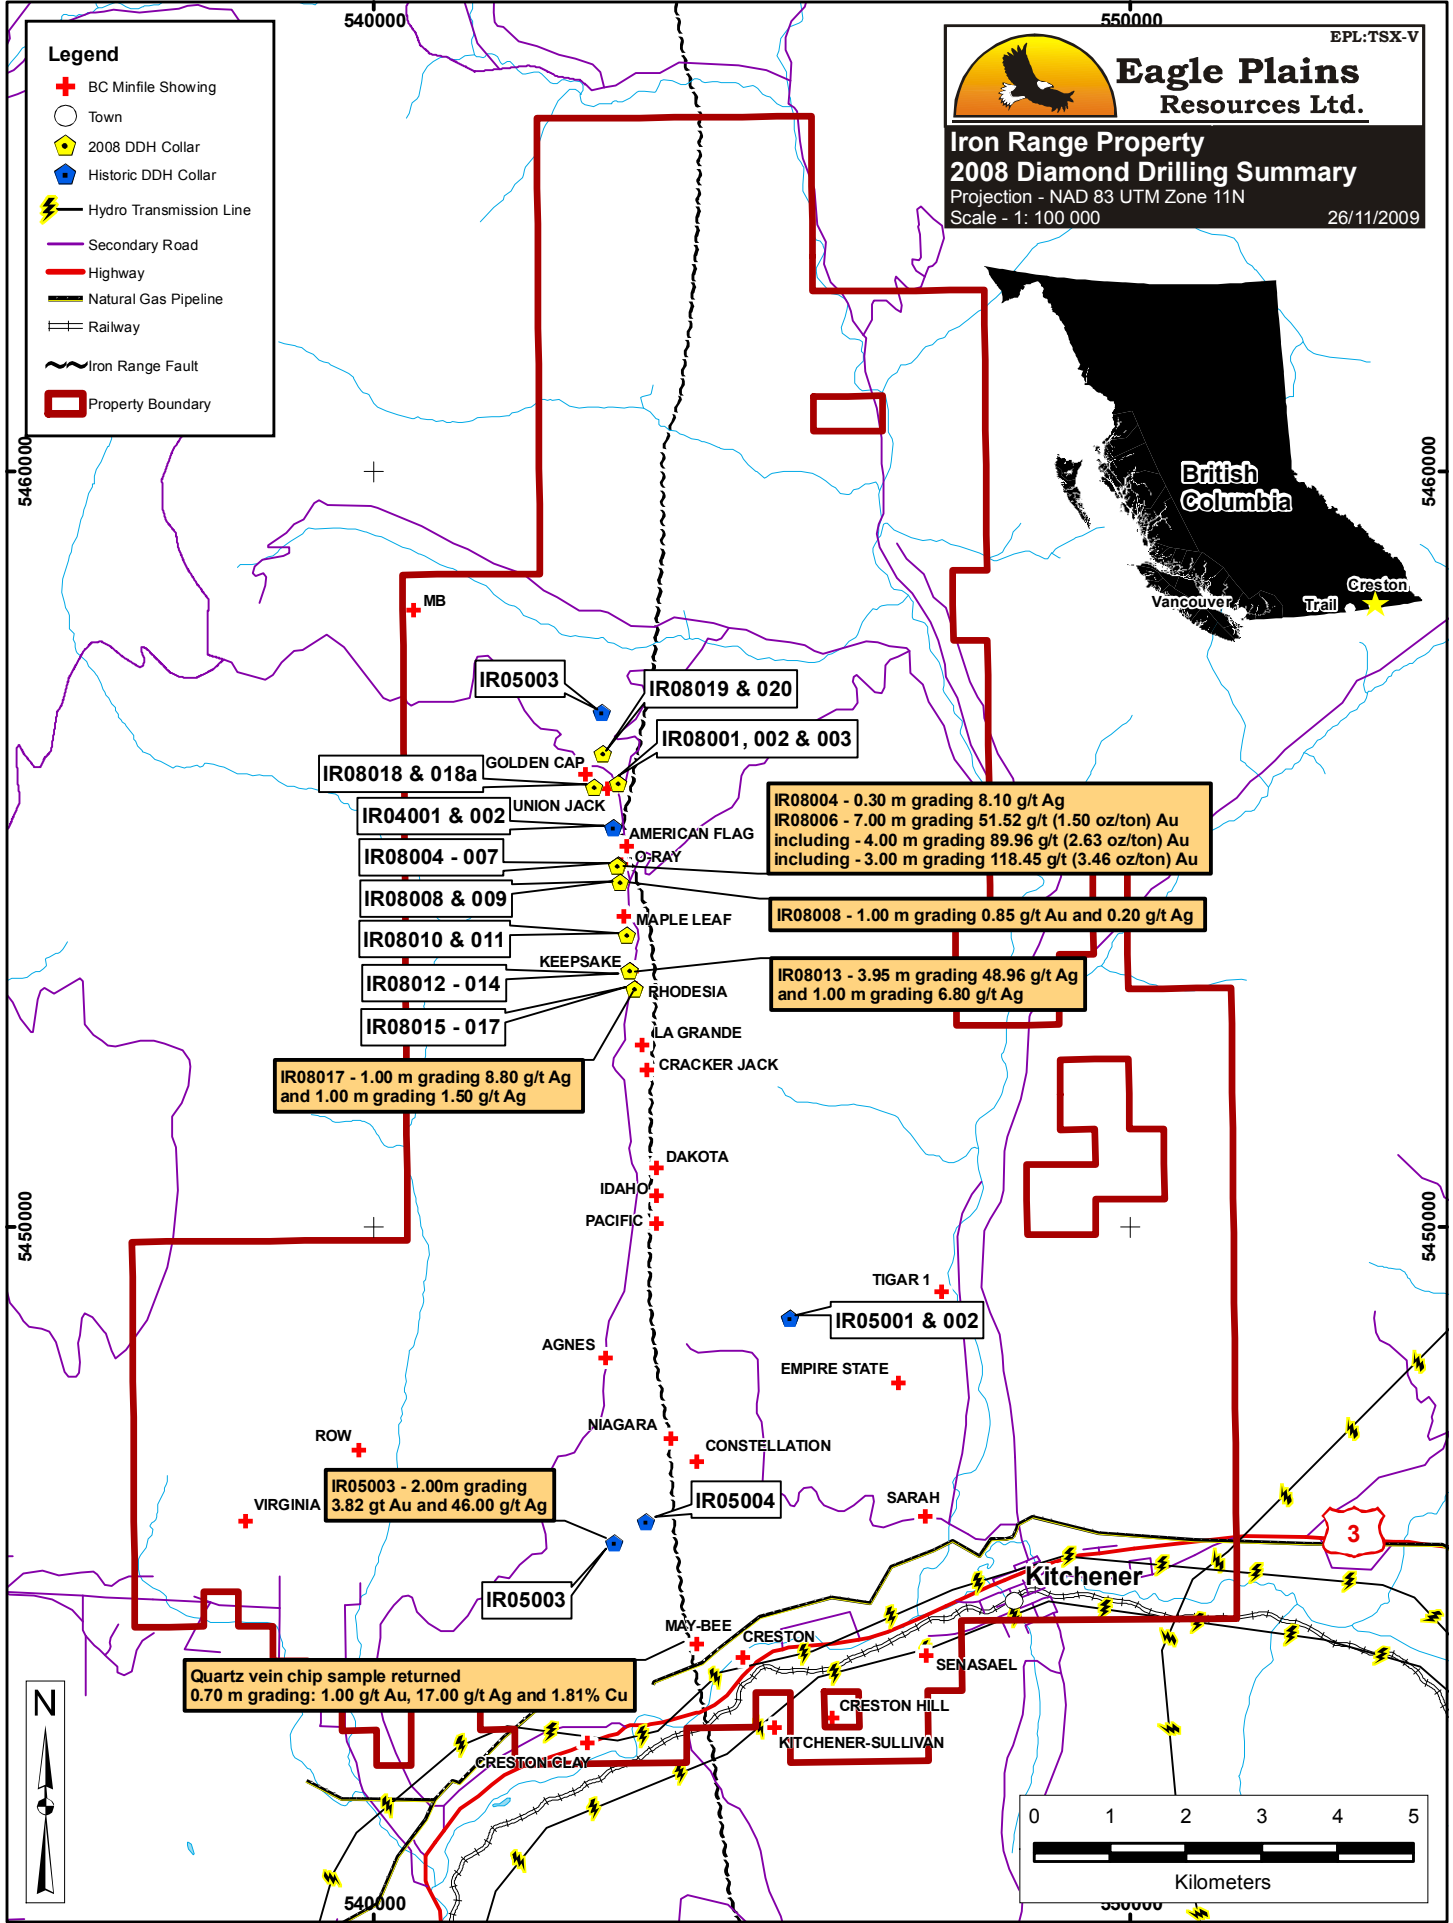 540000
550000
Legend
BC Minfile Showing
Town
2008 DDH Collar
Historic DDH Collar
Hydro Transmission Line
Secondary Road
Highway
Natural Gas Pipeline
Railway
Iron Range Fault
Property Boundary
EPL:TSX-V
Eagle Plains
Resources Ltd.
Iron Range Property
2008 Diamond Drilling Summary
Projection - NAD 83 UTM Zone 11N
Scale - 1: 100 000
26/11/2009
5460000
5460000
British
Columbia
Vancouver
Trail
Creston
MB
IR05003
IR08019 & 020
IR08001, 002 & 003
GOLDEN CAP
IR08018 & 018a
UNION JACK
IR04001 & 002
AMERICAN FLAG
IR08004 - 007
O-RAY
IR08004 - 0.30 m grading 8.10 g/t Ag
IR08006 - 7.00 m grading 51.52 g/t (1.50 oz/ton) Au
including - 4.00 m grading 89.96 g/t (2.63 oz/ton) Au
including - 3.00 m grading 118.45 g/t (3.46 oz/ton) Au
IR08008 & 009
IR08008 - 1.00 m grading 0.85 g/t Au and 0.20 g/t Ag
MAPLE LEAF
IR08010 & 011
KEEPSAKE
IR08012 - 014
IR08013 - 3.95 m grading 48.96 g/t Ag
and 1.00 m grading 6.80 g/t Ag
RHODESIA
IR08015 - 017
LA GRANDE
CRACKER JACK
IR08017 - 1.00 m grading 8.80 g/t Ag
and 1.00 m grading 1.50 g/t Ag
DAKOTA
IDAHO
PACIFIC
5450000
5450000
TIGAR 1
IR05001 & 002
AGNES
EMPIRE STATE
NIAGARA
ROW
CONSTELLATION
IR05003 - 2.00m grading
3.82 gt Au and 46.00 g/t Ag
VIRGINIA
IR05004
SARAH
3
Kitchener
IR05003
MAY-BEE
CRESTON
SENASAEL
Quartz vein chip sample returned
0.70 m grading: 1.00 g/t Au, 17.00 g/t Ag and 1.81% Cu
CRESTON HILL
KITCHENER-SULLIVAN
CRESTON CLAY
N
0 1 2 3 4 5
Kilometers
540000
550000